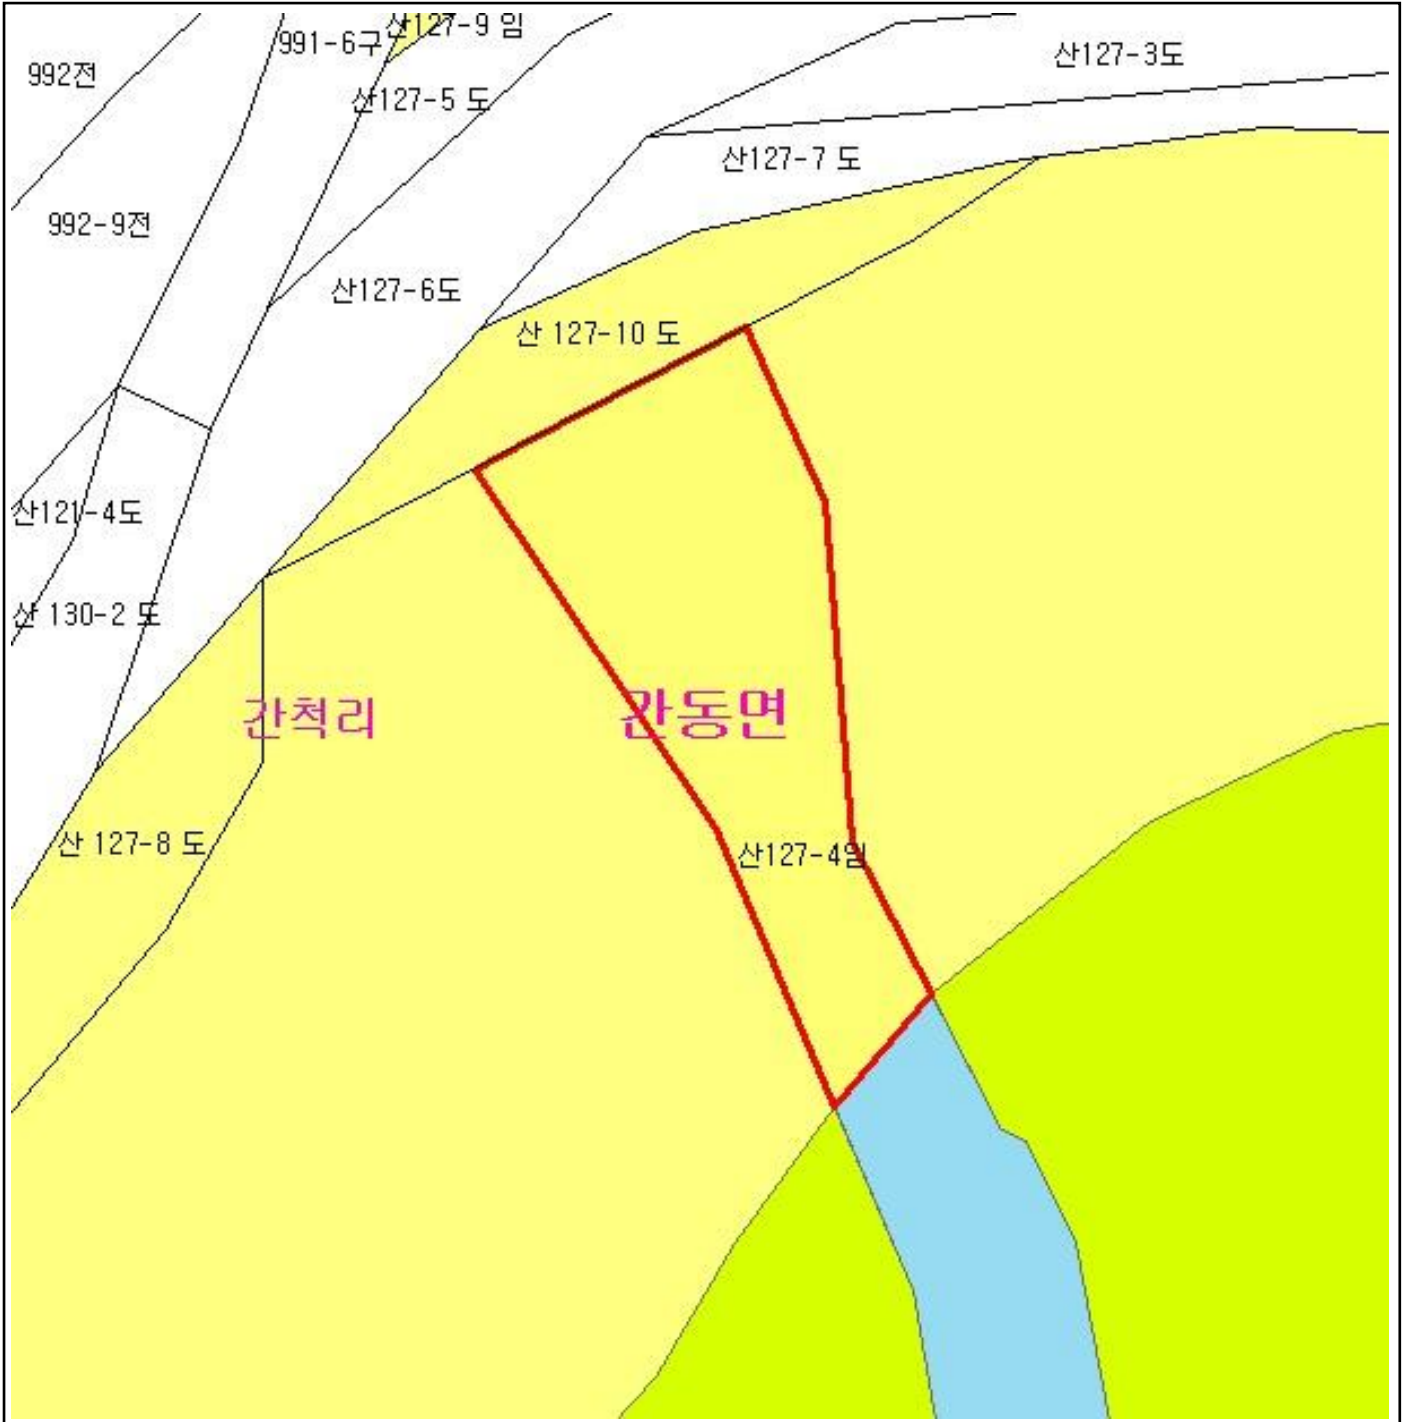 산127-9 임
991-6구
산127-3도
992전
산127-5 도
산127-7 도
992-9전
산127-6도
산 127-10 도
산121-4도
산 130-2 도
간척리
간동면
산 127-8 도
산127-4임